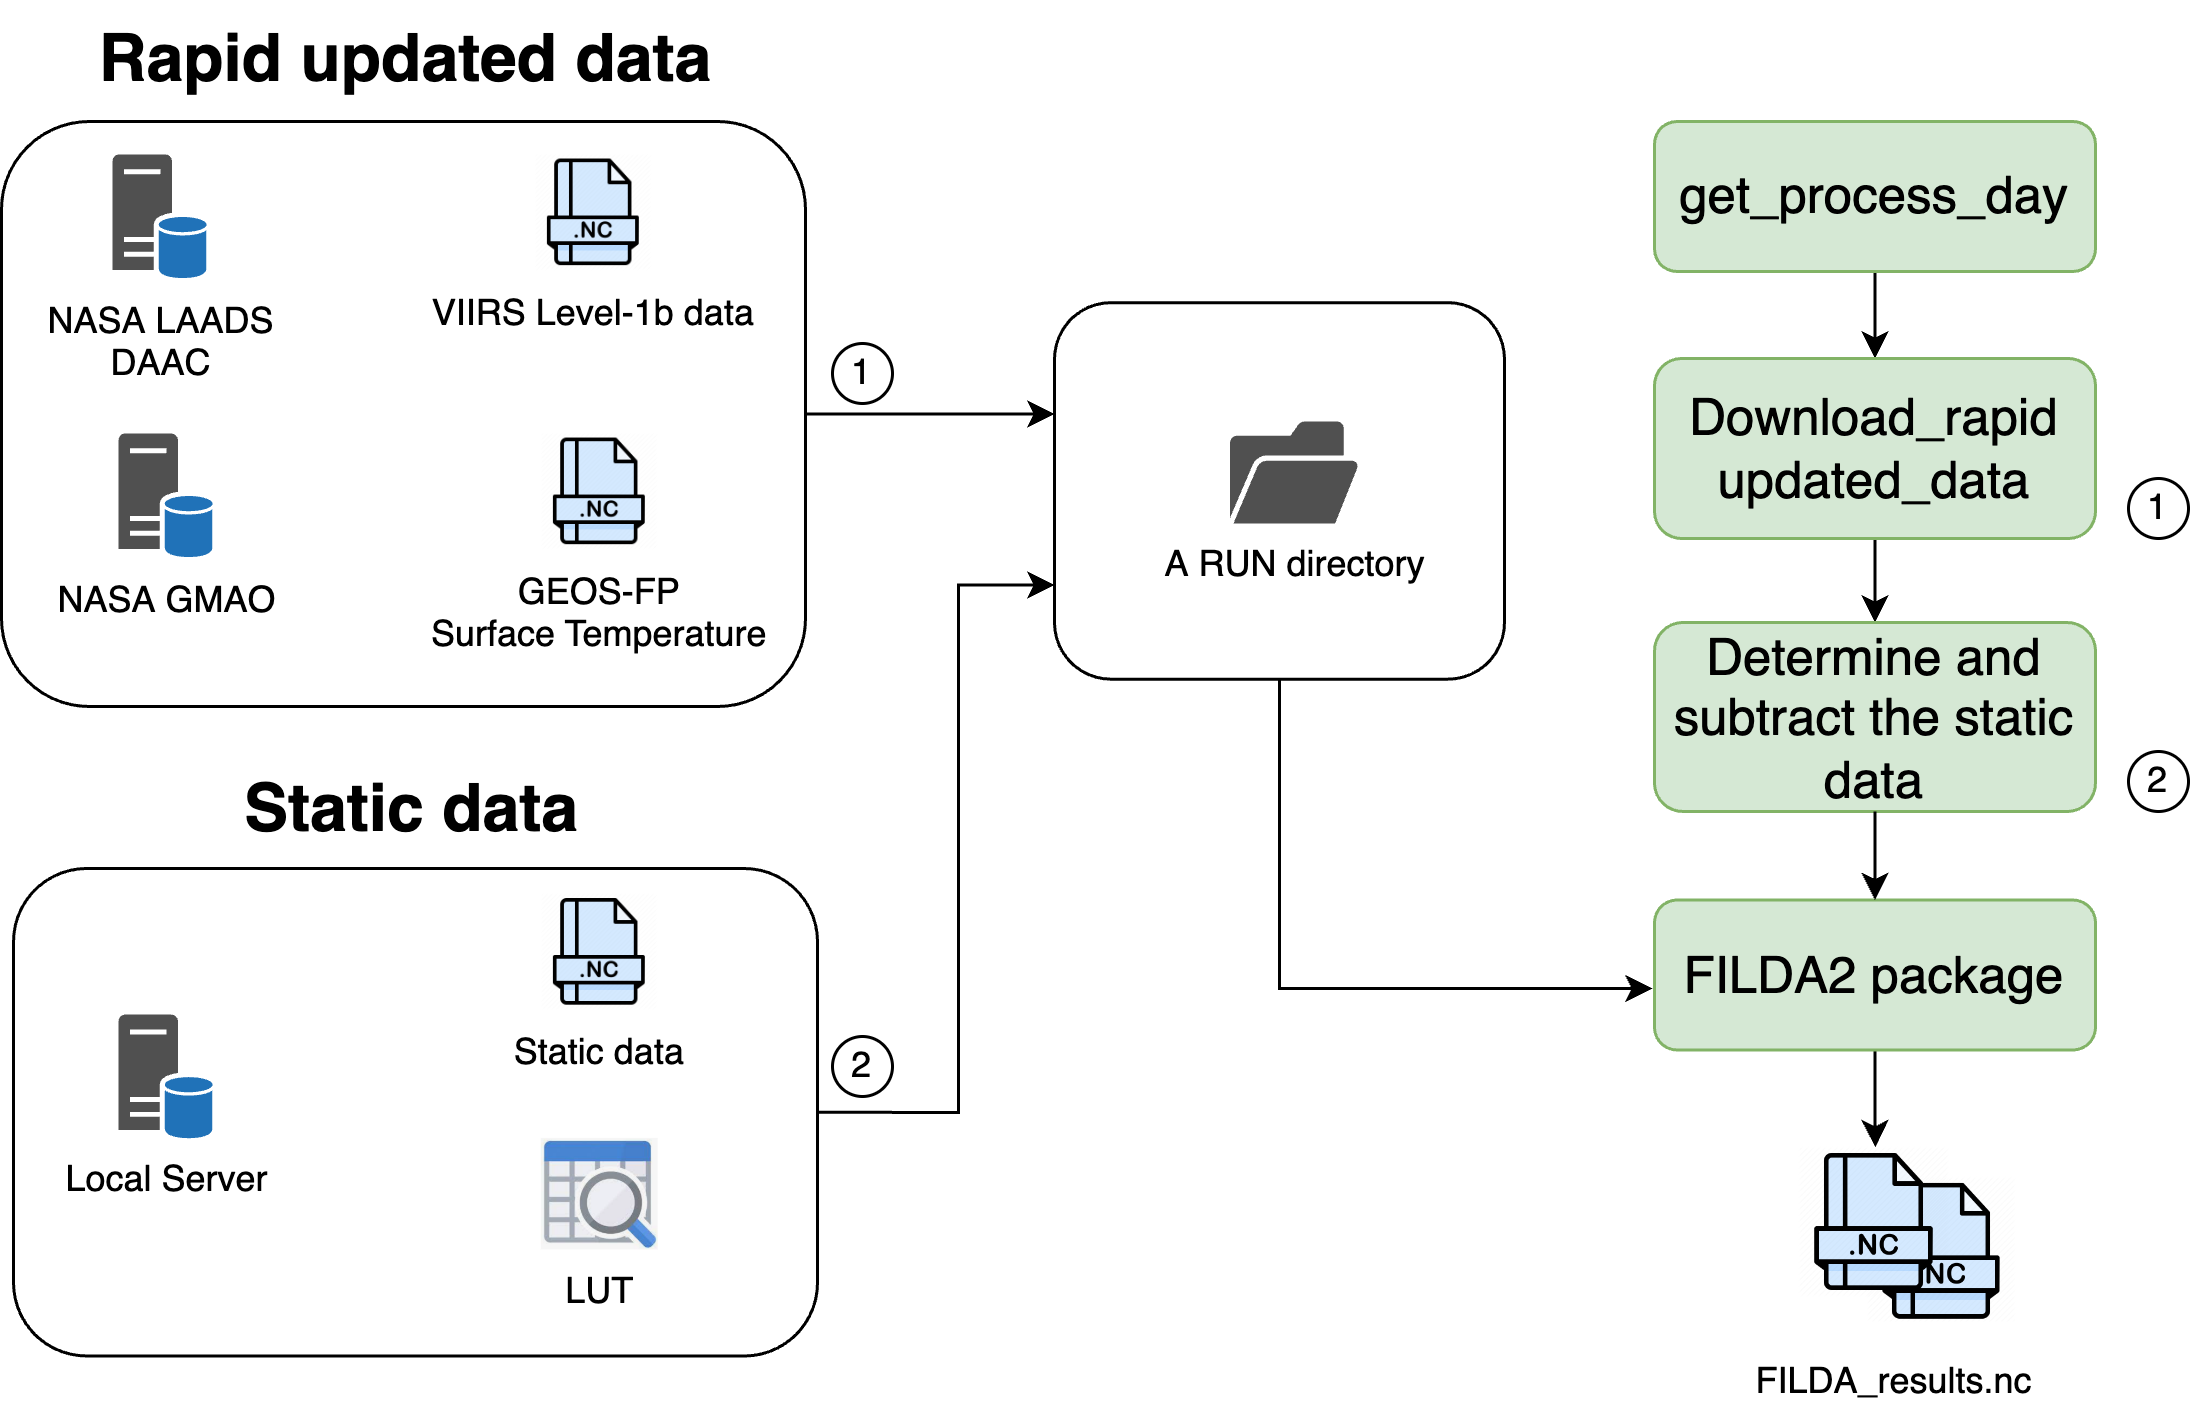 Rapid updated data
NASA LAADS
DAAC
.NC
VIIRS Level-1b data
NASA GMAO
.NC
GEOS-FP
Surface Temperature
1
Static data
Local Server
.NC
Static data
LUT
2
A RUN directory
get_process_day
Download_rapid
updated_data
1
Determine and
subtract the static
data
2
FILDA2 package
.NC
NC
FILDA_results.nc